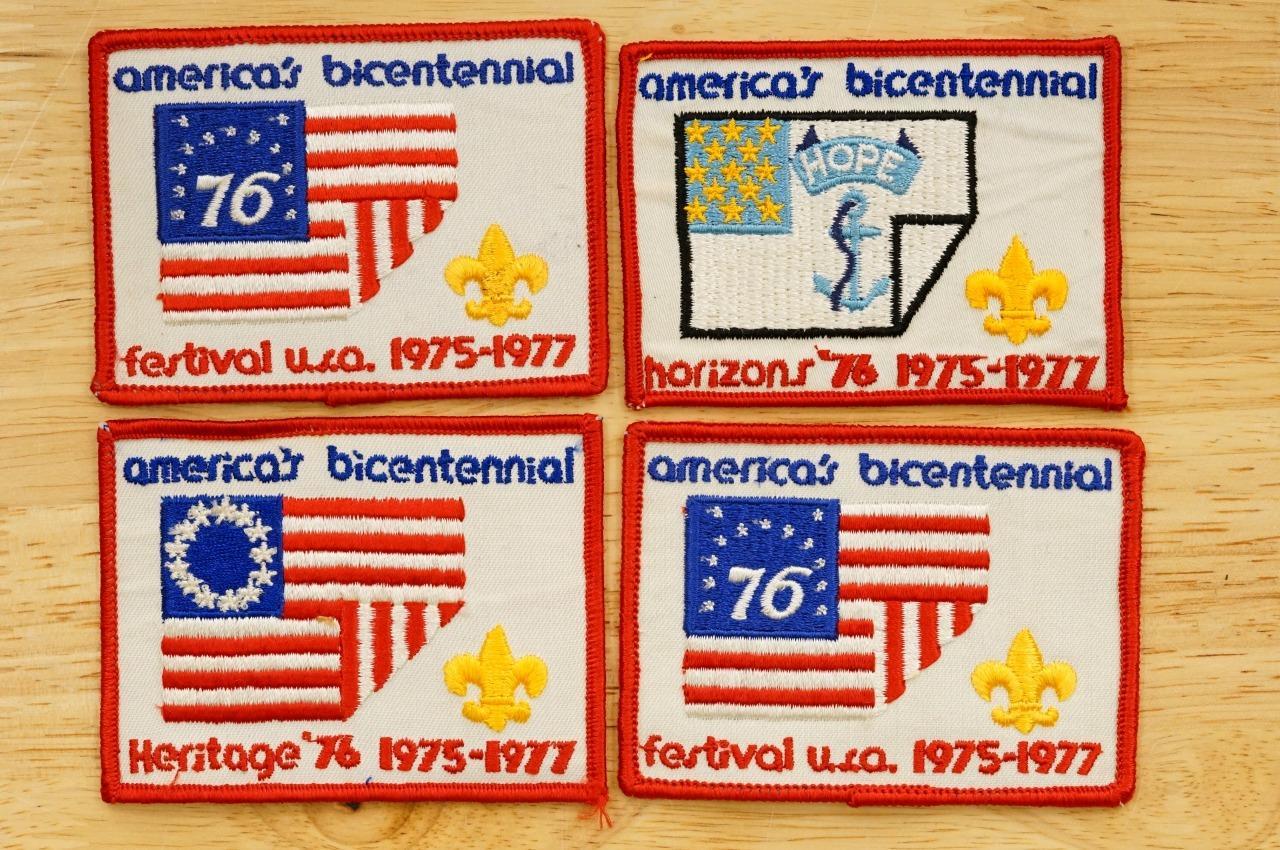 america's bicentennial
76
festival u.s.a. 1975-1977
america's bicentennial
HOPE
horizons '76 1975-1977
america's bicentennial
Heritage '76 1975-1977
america's bicentennial
76
festival u.s.a. 1975-1977